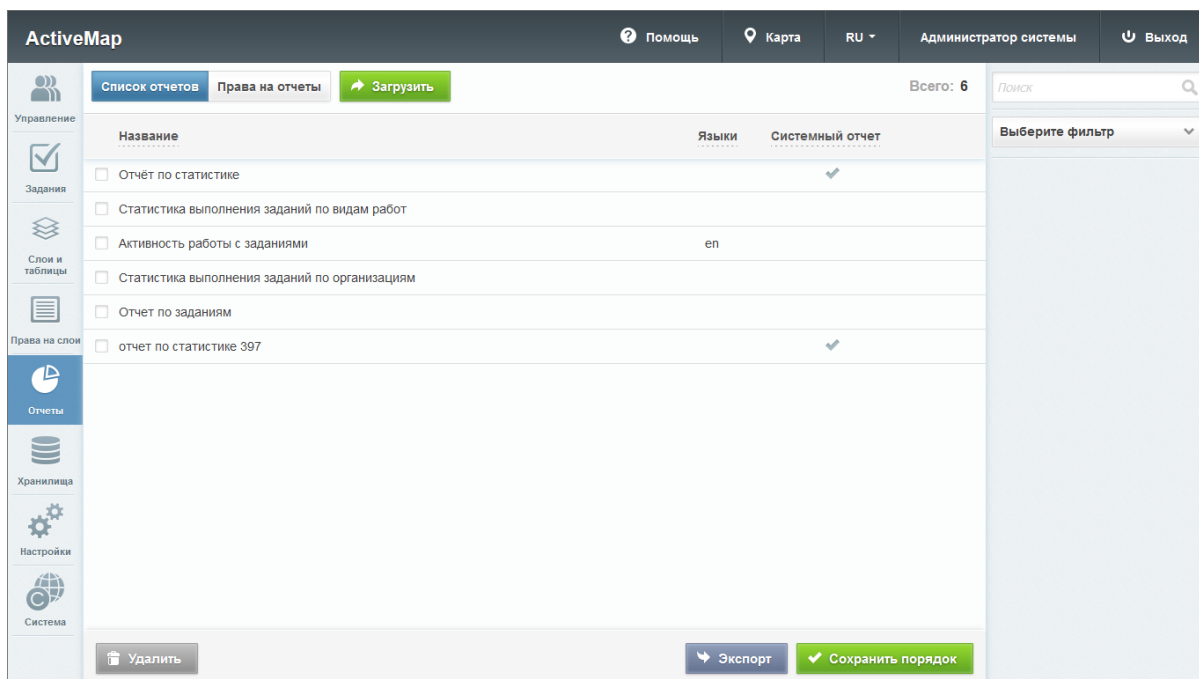 ActiveMap
Помощь
Карта
RU
Администратор системы
Выход
Управление
Задания
Слои и
таблицы
Права на слои
Отчеты
Хранилища
Настройки
Система
Список отчетов
Права на отчеты
Загрузить
Всего: 6
Название
Языки
Системный отчет
Отчёт по статистике
Статистика выполнения заданий по видам работ
Активность работы с заданиями
en
Статистика выполнения заданий по организациям
Отчет по заданиям
отчет по статистике 397
Удалить
Экспорт
Сохранить порядок
Поиск
Выберите фильтр